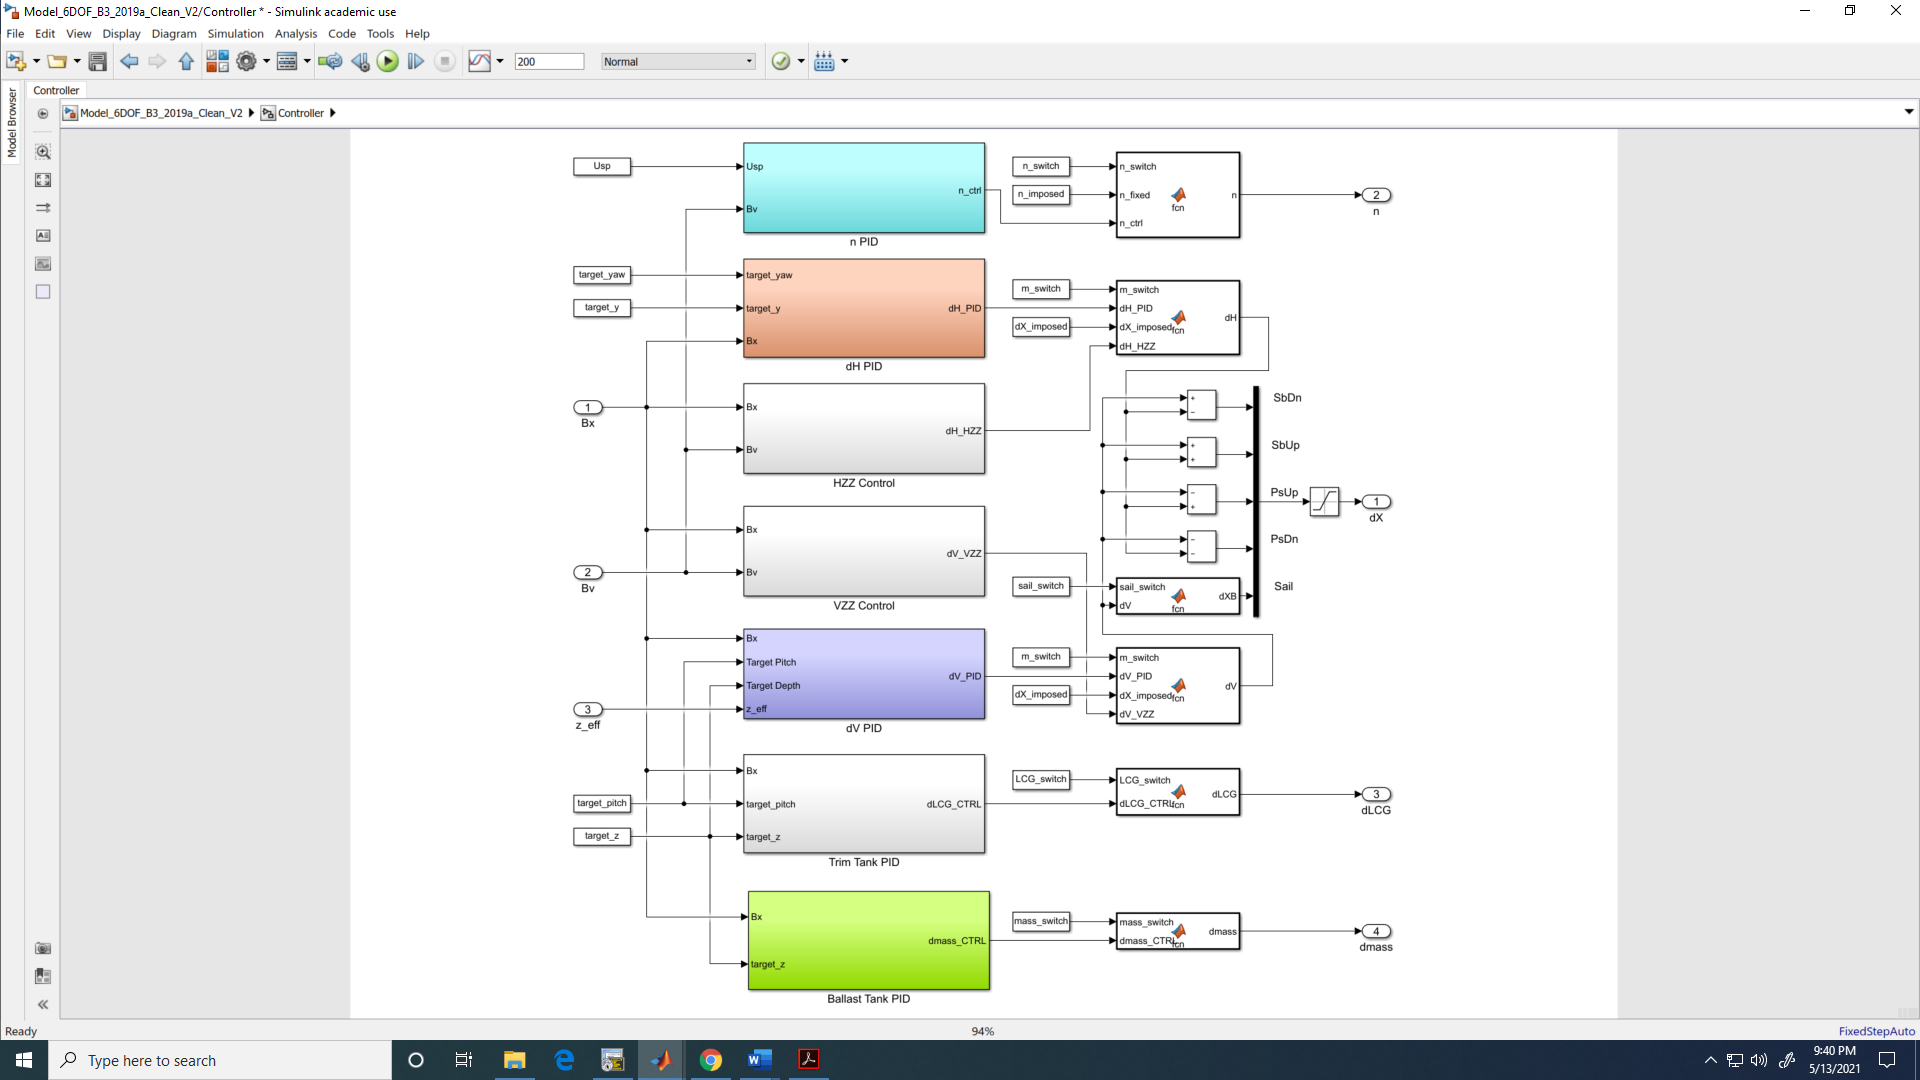 Model_6DOF_B3_2019a_Clean_V2/Controller * - Simulink academic use
File Edit View Display Diagram Simulation Analysis Code Tools Help
200
Normal
Model Browser
Controller
Model_6DOF_B3_2019a_Clean_V2
Controller
Usp
Usp
Bv
n_ctrl
n PID
n_switch
n_imposed
n_switch
n_fixed
n_ctrl
fcn
n
2
n
target_yaw
target_y
target_yaw
target_y
Bx
dH_PID
dH PID
m_switch
dX_imposed
m_switch
dH_PID
dX_imposed
dH_HZZ
fcn
dH
1
Bx
Bx
Bv
dH_HZZ
HZZ Control
SbDn
SbUp
PsUp
PsDn
Sail
1
dX
2
Bv
Bx
Bv
dV_VZZ
VZZ Control
sail_switch
sail_switch
dV
fcn
dXB
3
z_eff
Bx
Target Pitch
Target Depth
z_eff
dV_PID
dV PID
m_switch
dX_imposed
m_switch
dV_PID
dX_imposed
dV_VZZ
fcn
dV
target_pitch
target_z
Bx
target_pitch
target_z
dLCG_CTRL
Trim Tank PID
LCG_switch
LCG_switch
dLCG_CTRL
fcn
dLCG
3
dLCG
Bx
target_z
dmass_CTRL
Ballast Tank PID
mass_switch
mass_switch
dmass_CTRL
fcn
dmass
4
dmass
Ready
94%
FixedStepAuto
Type here to search
9:40 PM
5/13/2021